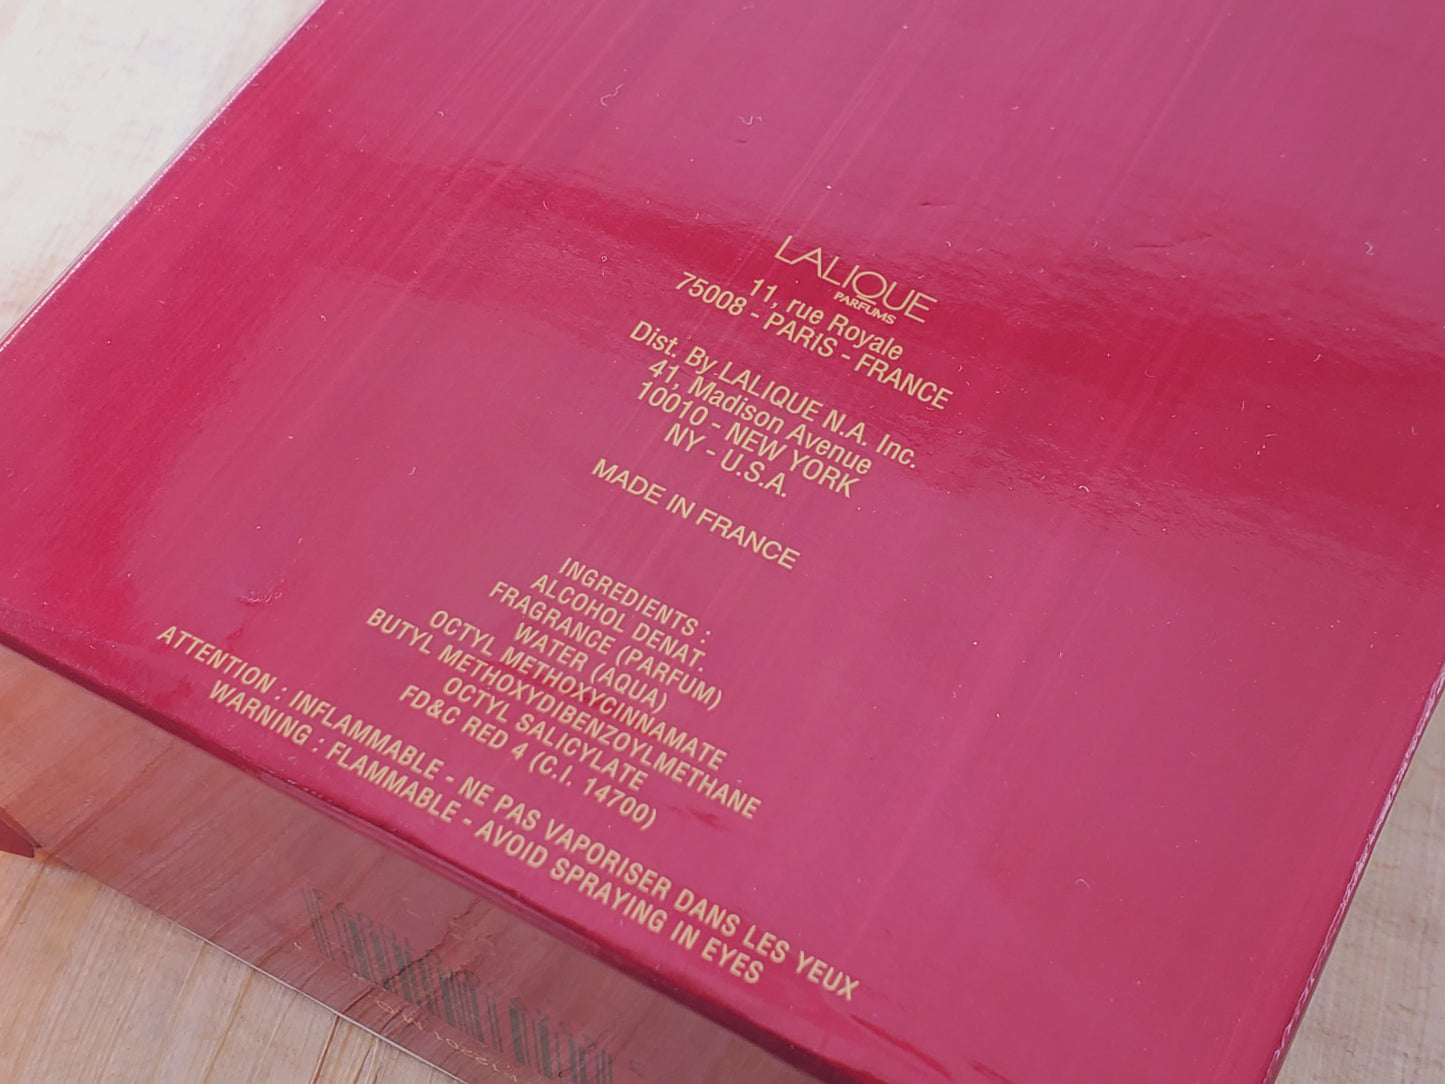 LALIQUE
PARFUMS
11, rue Royale
75008 - PARIS - FRANCE
Dist. By LALIQUE N.A. Inc.
41, Madison Avenue
10010 - NEW YORK
NY - U.S.A.
MADE IN FRANCE
INGREDIENTS :
ALCOHOL DENAT.
FRAGRANCE (PARFUM)
WATER (AQUA)
OCTYL METHOXYCINNAMATE
BUTYL METHOXYDIBENZOYLMETHANE
OCTYL SALICYLATE
FD&C RED 4 (C.I. 14700)
ATTENTION : INFLAMMABLE - NE PAS VAPORISER DANS LES YEUX
WARNING : FLAMMABLE - AVOID SPRAYING IN EYES